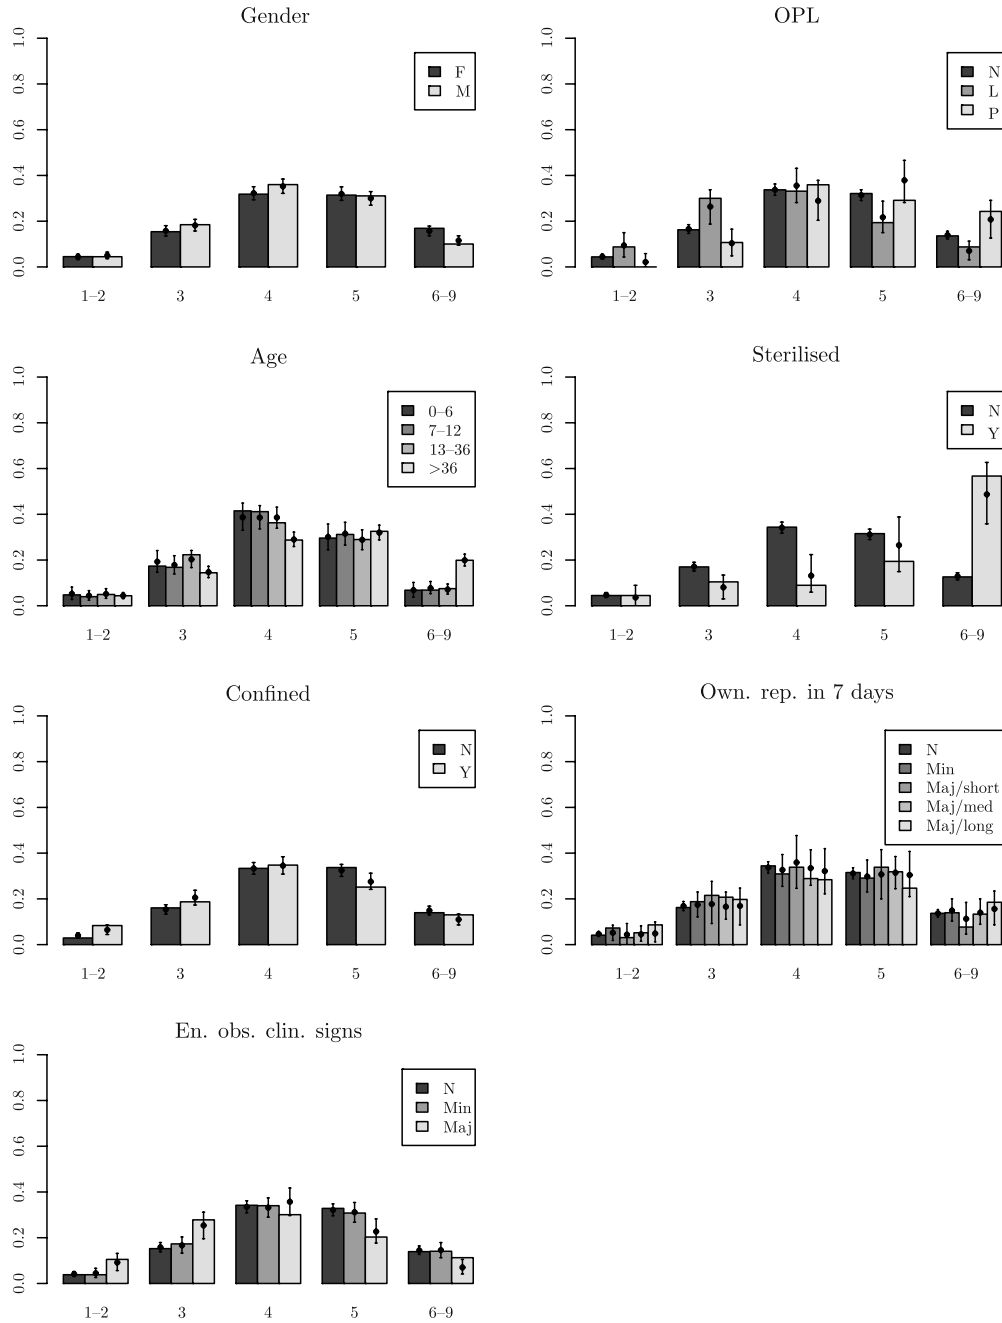 Gender
1.0
0.8
0.6
0.4
0.2
0.0
F
M
1–2 3 4 5 6–9
OPL
1.0
0.8
0.6
0.4
0.2
0.0
N
L
P
1–2 3 4 5 6–9
Age
1.0
0.8
0.6
0.4
0.2
0.0
0–6
7–12
13–36
>36
1–2 3 4 5 6–9
Sterilised
1.0
0.8
0.6
0.4
0.2
0.0
N
Y
1–2 3 4 5 6–9
Confined
1.0
0.8
0.6
0.4
0.2
0.0
N
Y
1–2 3 4 5 6–9
Own. rep. in 7 days
1.0
0.8
0.6
0.4
0.2
0.0
N
Min
Maj/short
Maj/med
Maj/long
1–2 3 4 5 6–9
En. obs. clin. signs
1.0
0.8
0.6
0.4
0.2
0.0
N
Min
Maj
1–2 3 4 5 6–9